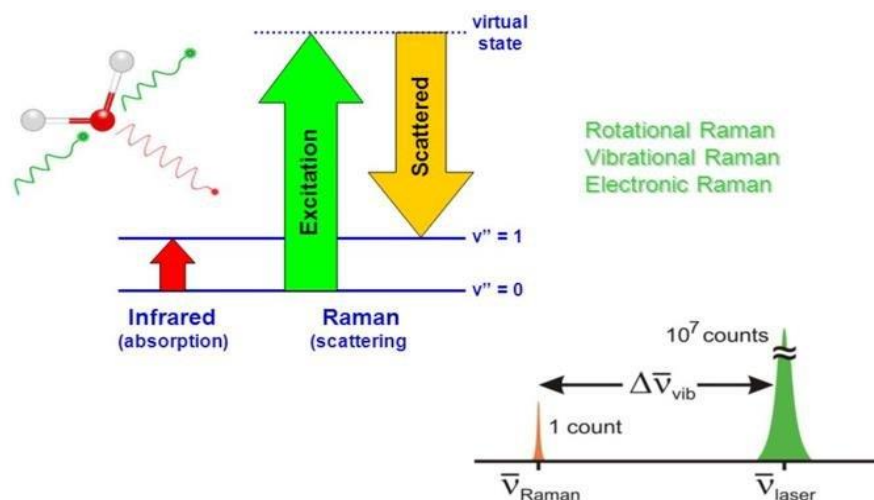 virtual
state
Excitation
Scattered
Rotational Raman
Vibrational Raman
Electronic Raman
v" = 1
v" = 0
Infrared
(absorption)
Raman
(scattering
10⁷ counts
Δν̅vib
1 count
ν̅Raman
ν̅laser